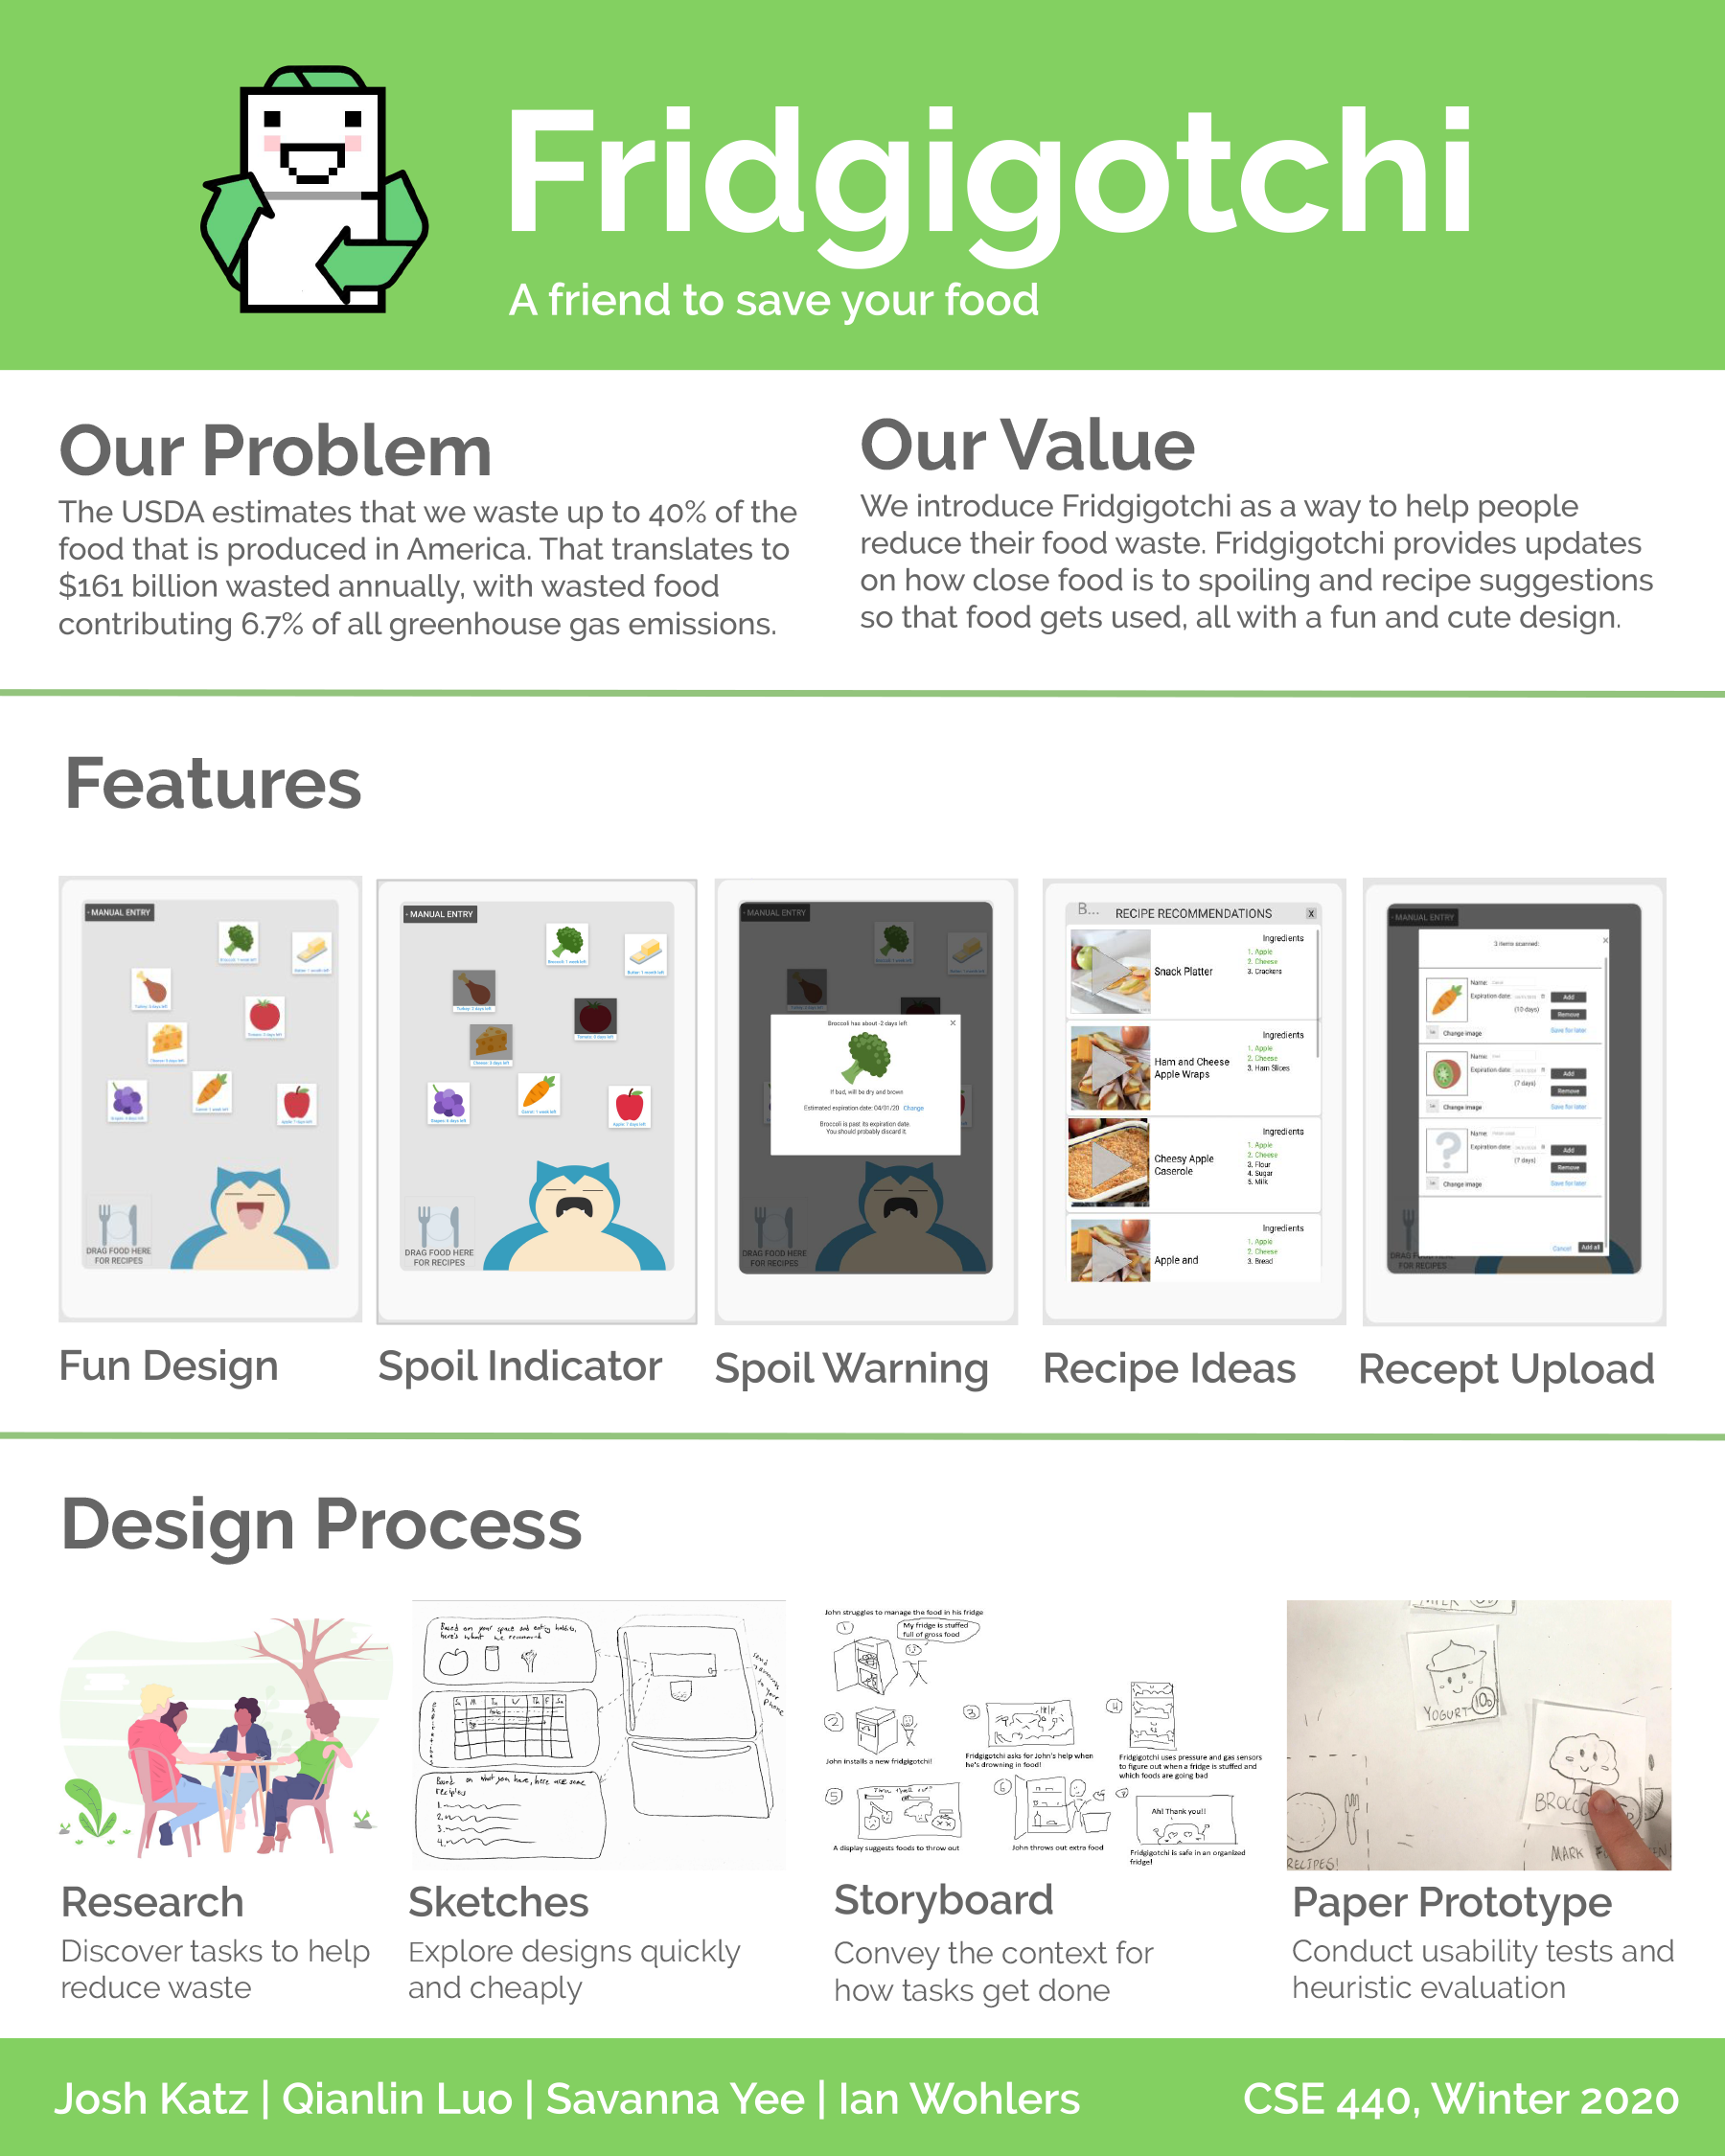 Fridgigotchi
A friend to save your food
Our Problem
The USDA estimates that we waste up to 40% of the
food that is produced in America. That translates to
$161 billion wasted annually, with wasted food
contributing 6.7% of all greenhouse gas emissions.
Our Value
We introduce Fridgigotchi as a way to help people
reduce their food waste. Fridgigotchi provides updates
on how close food is to spoiling and recipe suggestions
so that food gets used, all with a fun and cute design.
Features
- MANUAL ENTRY
DRAG FOOD HERE
FOR RECIPES
Fun Design
- MANUAL ENTRY
DRAG FOOD HERE
FOR RECIPES
Spoil Indicator
- MANUAL ENTRY
Broccoli has about -2 days left
X
If bad, will be dry and brown
Estimated expiration date: 04/01/20 Change
Broccoli is past its expiration date.
You should probably discard it.
DRAG FOOD HERE
FOR RECIPES
Spoil Warning
B...
RECIPE RECOMMENDATIONS
X
Snack Platter
Ingredients
1. Apple
2. Cheese
3. Crackers
Ham and Cheese
Apple Wraps
Ingredients
1. Apple
2. Cheese
3. Ham Slices
Cheesy Apple
Caserole
Ingredients
1. Apple
2. Cheese
3. Flour
4. Sugar
5. Milk
Apple and
Ingredients
1. Apple
2. Cheese
3. Bread
Recipe Ideas
- MANUAL ENTRY
3 items scanned:
X
Name:
Expiration date:
(10 days)
Add
Remove
Change image
Save for later
Name:
Expiration date:
(7 days)
Add
Remove
Change image
Save for later
Name:
Expiration date:
(7 days)
Add
Remove
Change image
Save for later
Cancel
Add all
FOR RECIPES
Recept Upload
Design Process
Based on your space and eating habits,
here's what we recommend
Based on what you have, here are some
recipes
1.
2.
3.
4.
send
to your
phone
John struggles to manage the food in his fridge
1
My fridge is stuffed
full of gross food
2
John installs a new fridgigotchi!
3
HELP
Fridgigotchi asks for John's help when
he's drowning in food!
4
Fridgigotchi uses pressure and gas sensors
to figure out when a fridge is stuffed and
which foods are going bad
5
A display suggests foods to throw out
6
John throws out extra food
7
Ah! Thank you!!
Fridgigotchi is safe in an organized
fridge!
YOGURT
BROCCO
RECIPES!
MARK
Research
Discover tasks to help
reduce waste
Sketches
Explore designs quickly
and cheaply
Storyboard
Convey the context for
how tasks get done
Paper Prototype
Conduct usability tests and
heuristic evaluation
Josh Katz | Qianlin Luo | Savanna Yee | Ian Wohlers
CSE 440, Winter 2020